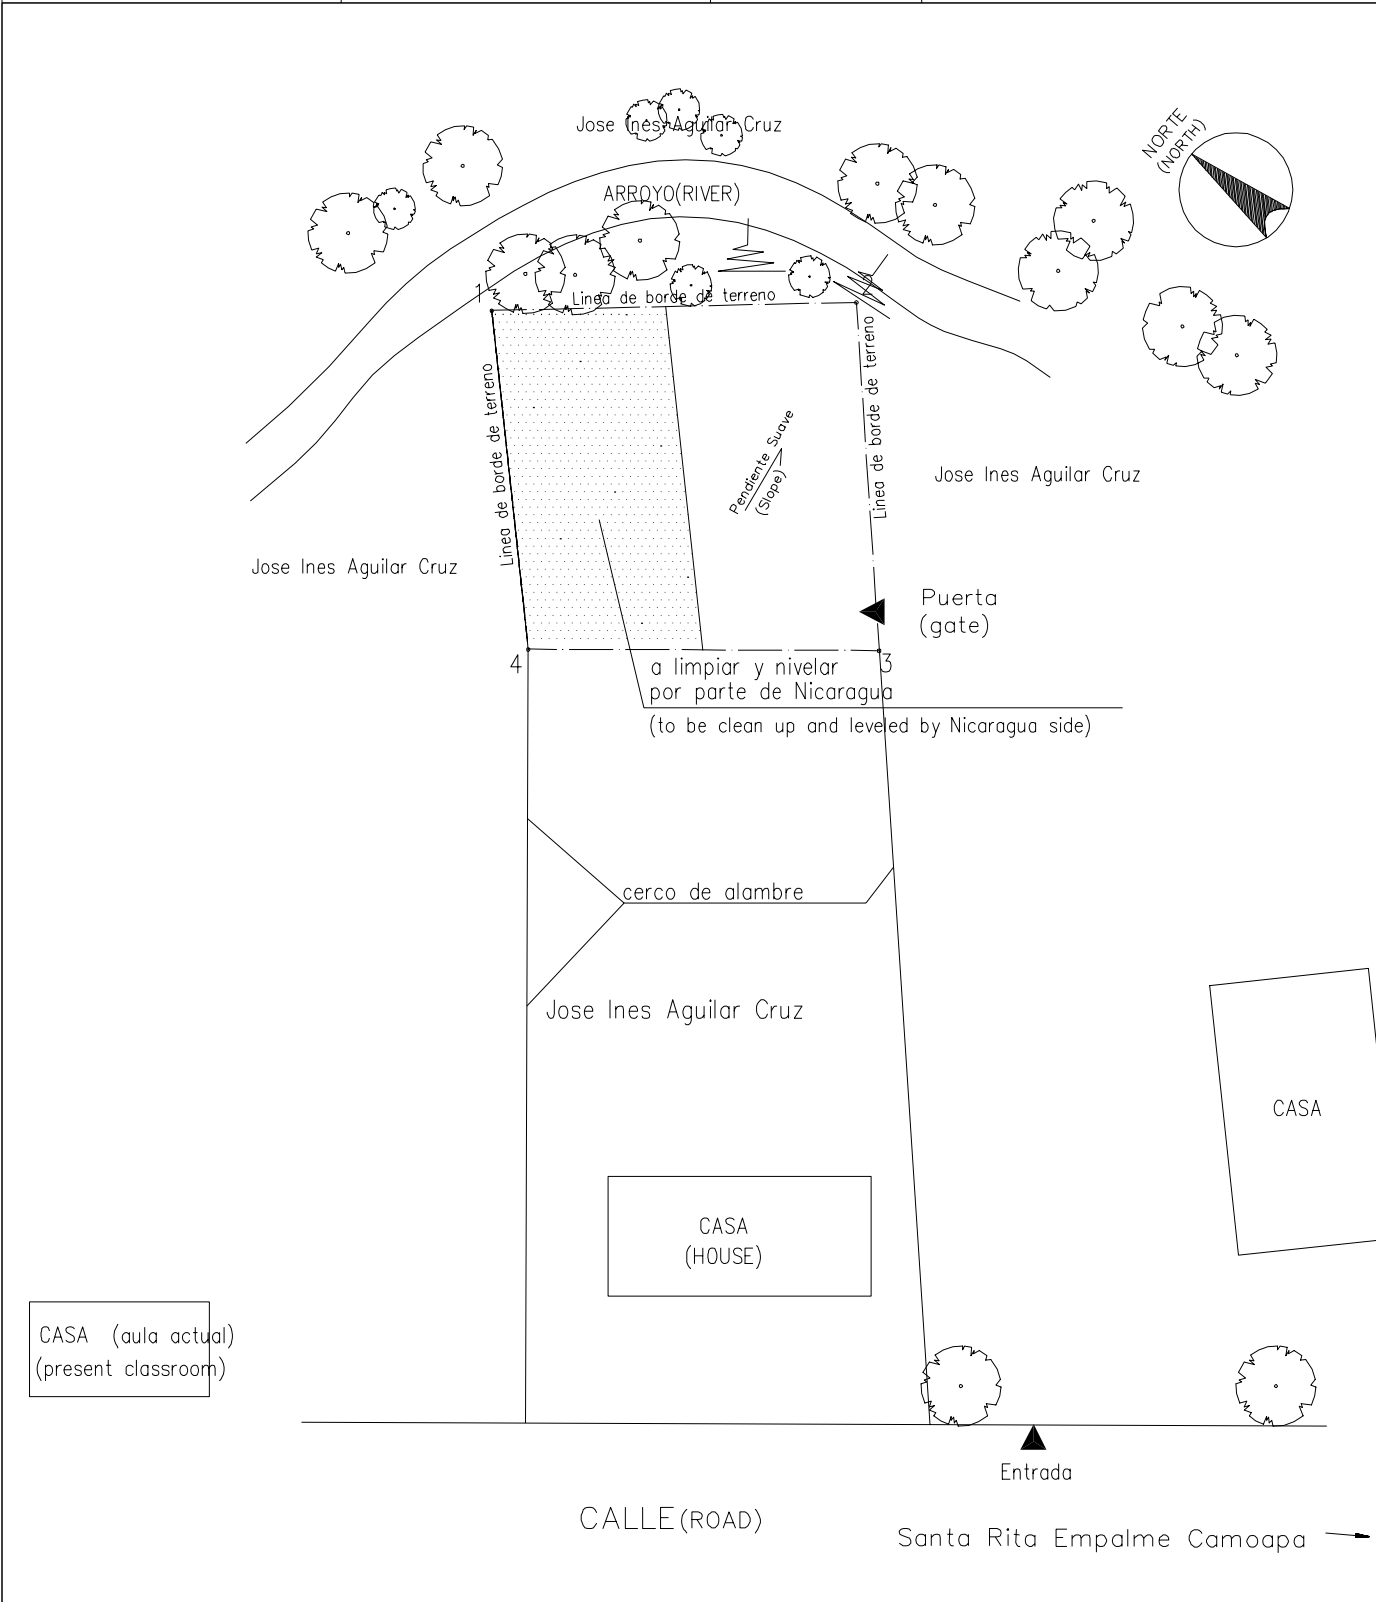 Jose Ines Aguilar Cruz
NORTE
(NORTH)
ARROYO(RIVER)
1
Linea de borde de terreno
Linea de borde de terreno
Linea de borde de terreno
Pendiente Suave
(Slope)
Jose Ines Aguilar Cruz
Jose Ines Aguilar Cruz
Puerta
(gate)
4
3
a limpiar y nivelar
por parte de Nicaragua
(to be clean up and leveled by Nicaragua side)
cerco de alambre
Jose Ines Aguilar Cruz
CASA
CASA
(HOUSE)
CASA (aula actual)
(present classroom)
Entrada
CALLE(ROAD)
Santa Rita Empalme Camoapa